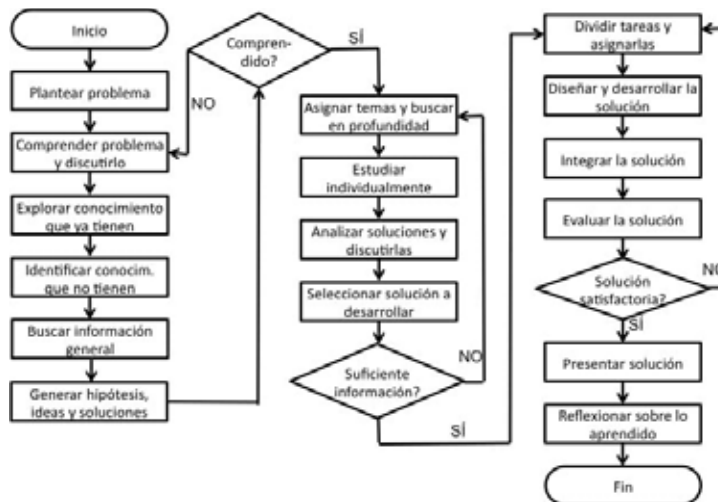 Inicio
Plantear problema
Comprender problema
y discutirlo
Explorar conocimiento
que ya tienen
Identificar conocim.
que no tienen
Buscar información
general
Generar hipótesis,
ideas y soluciones
Compren-
dido?
NO
SÍ
Asignar temas y buscar
en profundidad
Estudiar
individualmente
Analizar soluciones y
discutirlas
Seleccionar solución a
desarrollar
Suficiente
información?
NO
SÍ
Dividir tareas y
asignarlas
Diseñar y desarrollar la
solución
Integrar la solución
Evaluar la solución
Solución
satisfactoria?
NO
SÍ
Presentar solución
Reflexionar sobre lo
aprendido
Fin